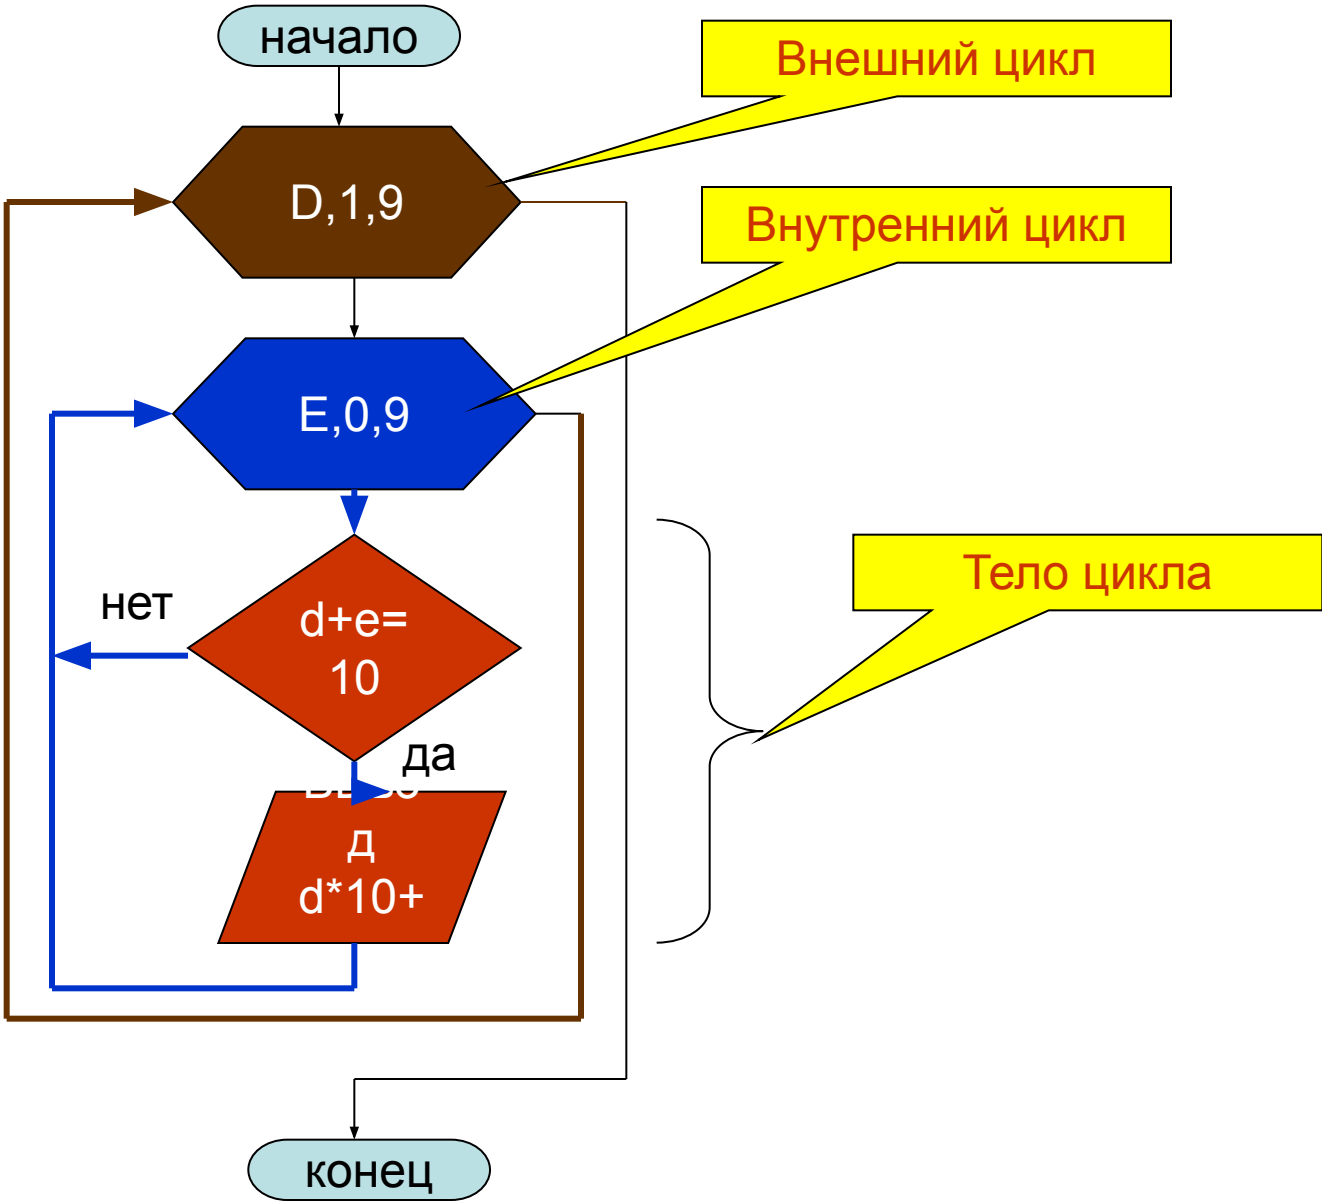 начало
Внешний цикл
D,1,9
Внутренний цикл
E,0,9
Тело цикла
нет
d+e=
10
да
д
d*10+
конец